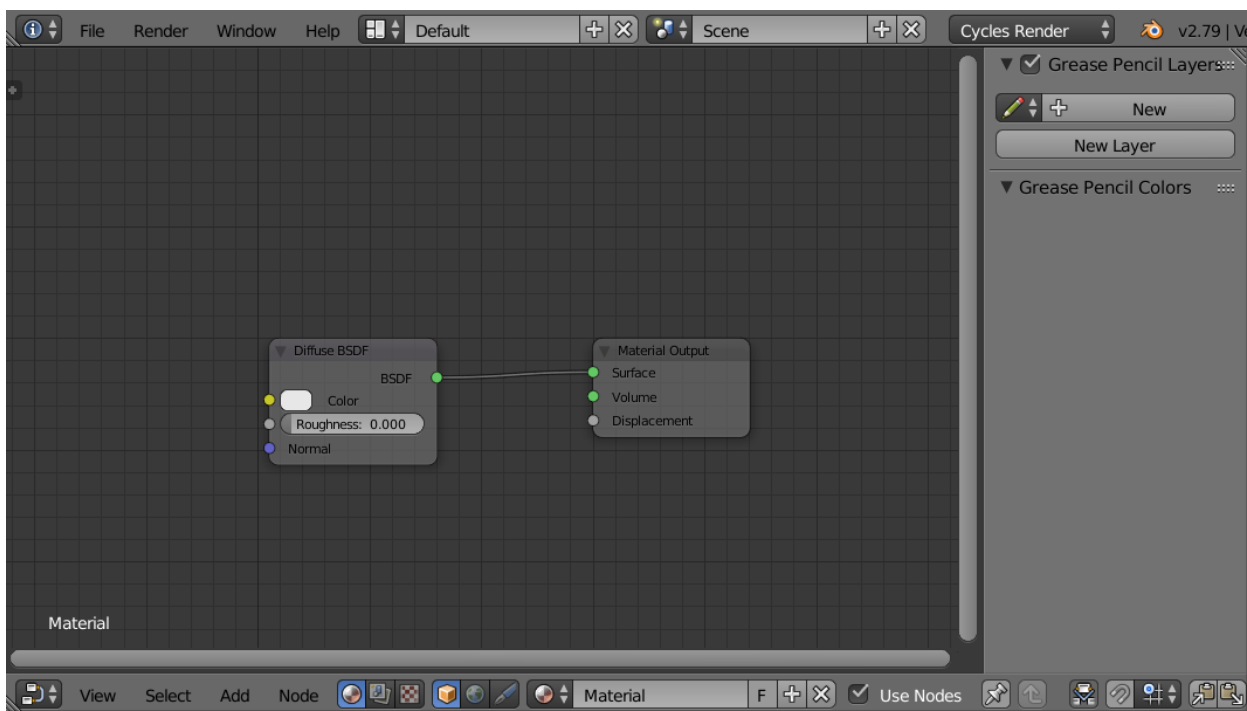 File Render Window Help Default Scene Cycles Render v2.79 |
Grease Pencil Layers
New
New Layer
Grease Pencil Colors
Diffuse BSDF
BSDF
Color
Roughness: 0.000
Normal
Material Output
Surface
Volume
Displacement
Material
View Select Add Node Material F Use Nodes